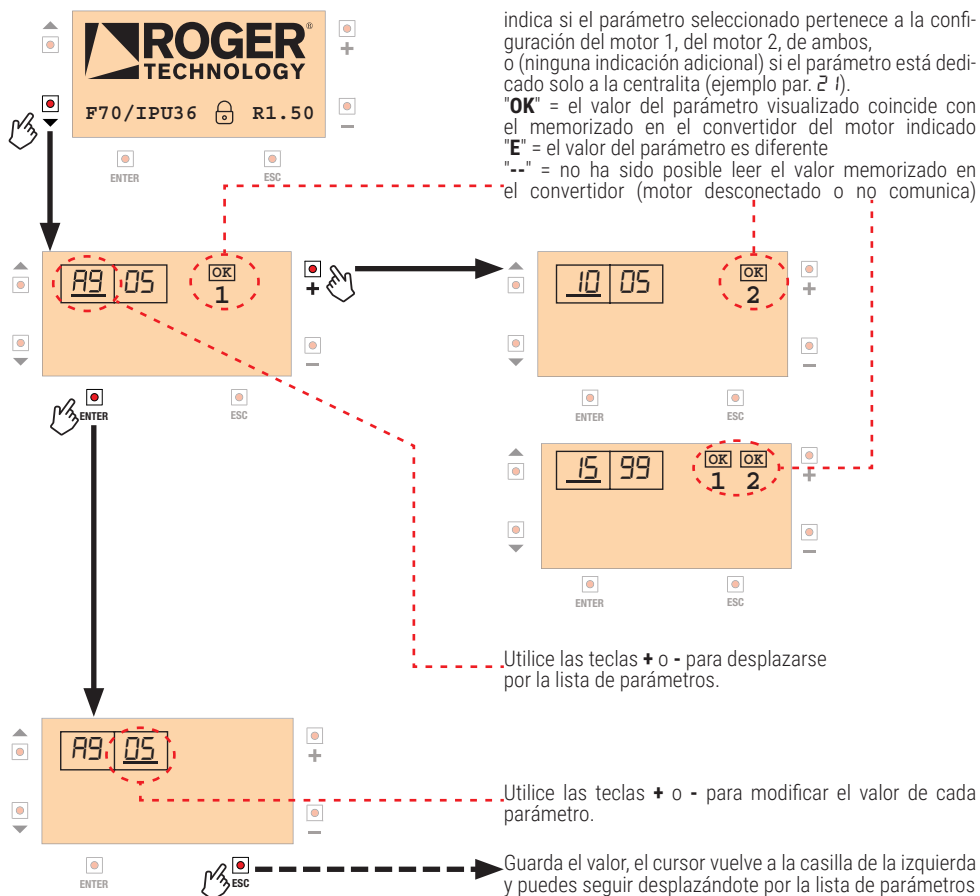 indica si el parámetro seleccionado pertenece a la confi-
guración del motor 1, del motor 2, de ambos,
o (ninguna indicación adicional) si el parámetro está dedi-
cado solo a la centralita (ejemplo par. 21).
"OK" = el valor del parámetro visualizado coincide con
el memorizado en el convertidor del motor indicado
"E" = el valor del parámetro es diferente
"--" = no ha sido posible leer el valor memorizado en
el convertidor (motor desconectado o no comunica)
ROGER®
TECHNOLOGY
F70/IPU36 R1.50
+
−
ENTER ESC
A9 05 OK
1
+
−
ENTER ESC
10 05 OK
2
+
−
ENTER ESC
15 99 OK OK
1 2
+
−
ENTER ESC
Utilice las teclas + o - para desplazarse
por la lista de parámetros.
A9 05
+
−
ENTER ESC
Utilice las teclas + o - para modificar el valor de cada
parámetro.
Guarda el valor, el cursor vuelve a la casilla de la izquierda
y puedes seguir desplazándote por la lista de parámetros